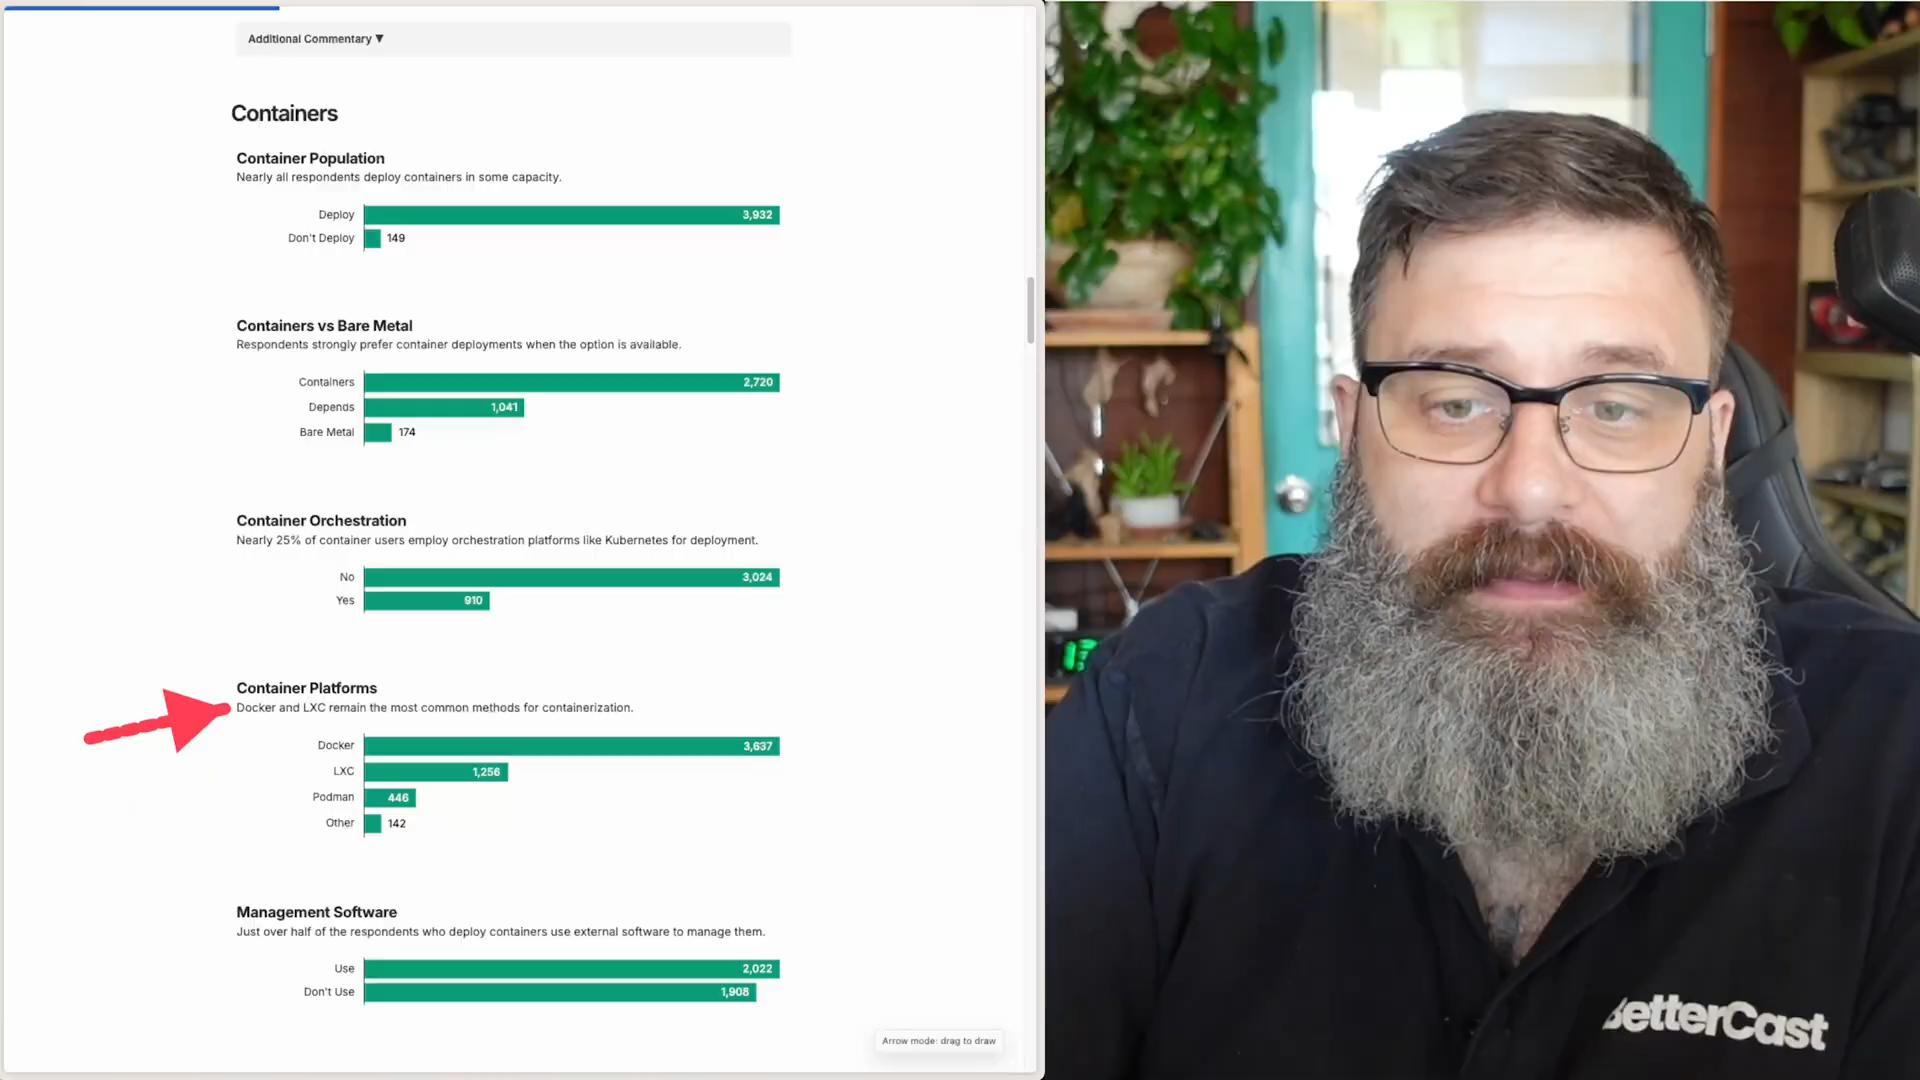 Additional Commentary ▼
Containers
Container Population
Nearly all respondents deploy containers in some capacity.
Deploy 3,932
Don't Deploy 149
Containers vs Bare Metal
Respondents strongly prefer container deployments when the option is available.
Containers 2,720
Depends 1,041
Bare Metal 174
Container Orchestration
Nearly 25% of container users employ orchestration platforms like Kubernetes for deployment.
No 3,024
Yes 910
Container Platforms
Docker and LXC remain the most common methods for containerization.
Docker 3,637
LXC 1,256
Podman 446
Other 142
Management Software
Just over half of the respondents who deploy containers use external software to manage them.
Use 2,022
Don't Use 1,908
Arrow mode: drag to draw
BetterCast